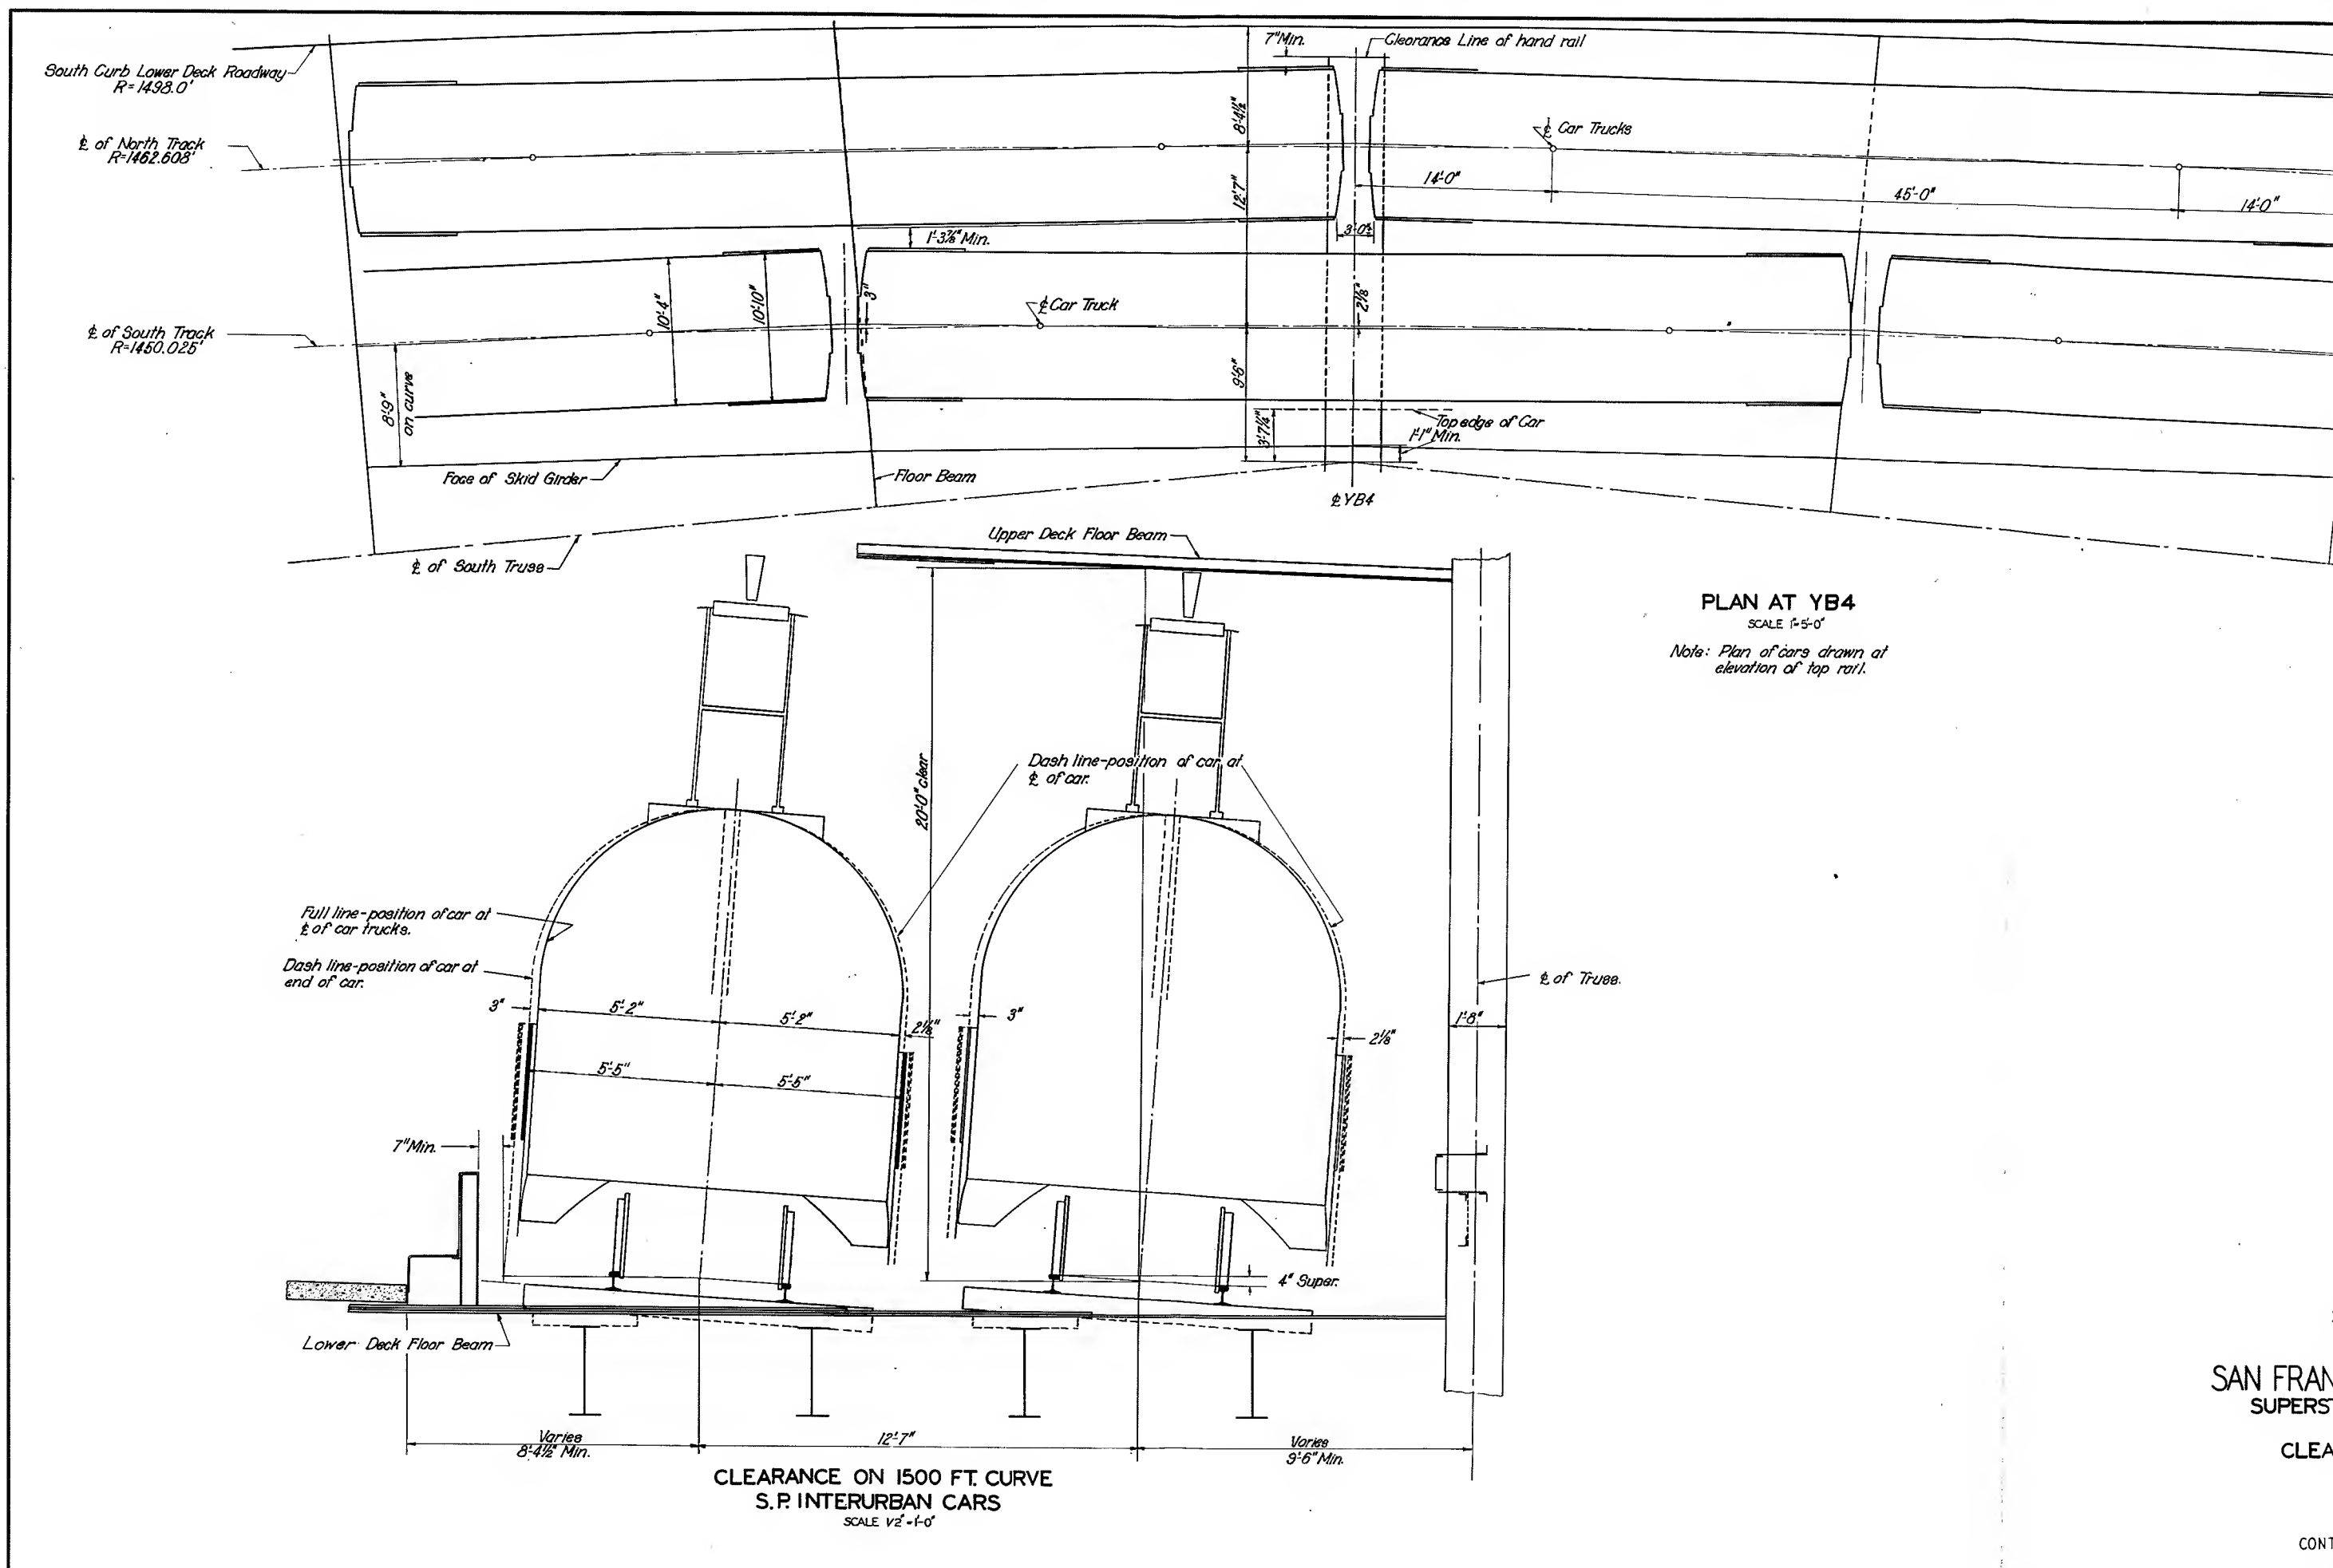 South Curb Lower Deck Roadway
R=1498.0'
7" Min.
Clearance Line of hand rail
℄ of North Track
R=1462.608'
8'-4½"
℄ Car Trucks
12'-7"
14'-0"
45'-0"
14'-0"
1'-3⅞" Min.
3'-0"±
10'-4"
10'-10"
3"
℄ Car Truck
2⅛"
℄ of South Track
R=1450.025'
8'-9"
on curve
9'-6"
3'-7¼"
Top edge of Car
1'-1" Min.
Face of Skid Girder
Floor Beam
℄ YB4
℄ of South Truss
Upper Deck Floor Beam
PLAN AT YB4
SCALE 1"=5'-0"
Note: Plan of cars drawn at
elevation of top rail.
Dash line-position of car at
℄ of car.
20'-0" clear
Full line-position of car at
℄ of car trucks.
Dash line-position of car at
end of car.
℄ of Truss.
3"
5'-2"
5'-2"
2⅛"
3"
2⅛"
1'-8"
5'-5"
5'-5"
7" Min.
4" Super.
Lower Deck Floor Beam
Varies
8'-4½" Min.
12'-7"
Varies
9'-6" Min.
CLEARANCE ON 1500 FT. CURVE
S.P. INTERURBAN CARS
SCALE 1/2"=1'-0"
SAN FRAN
SUPERS
CLEA
CONT